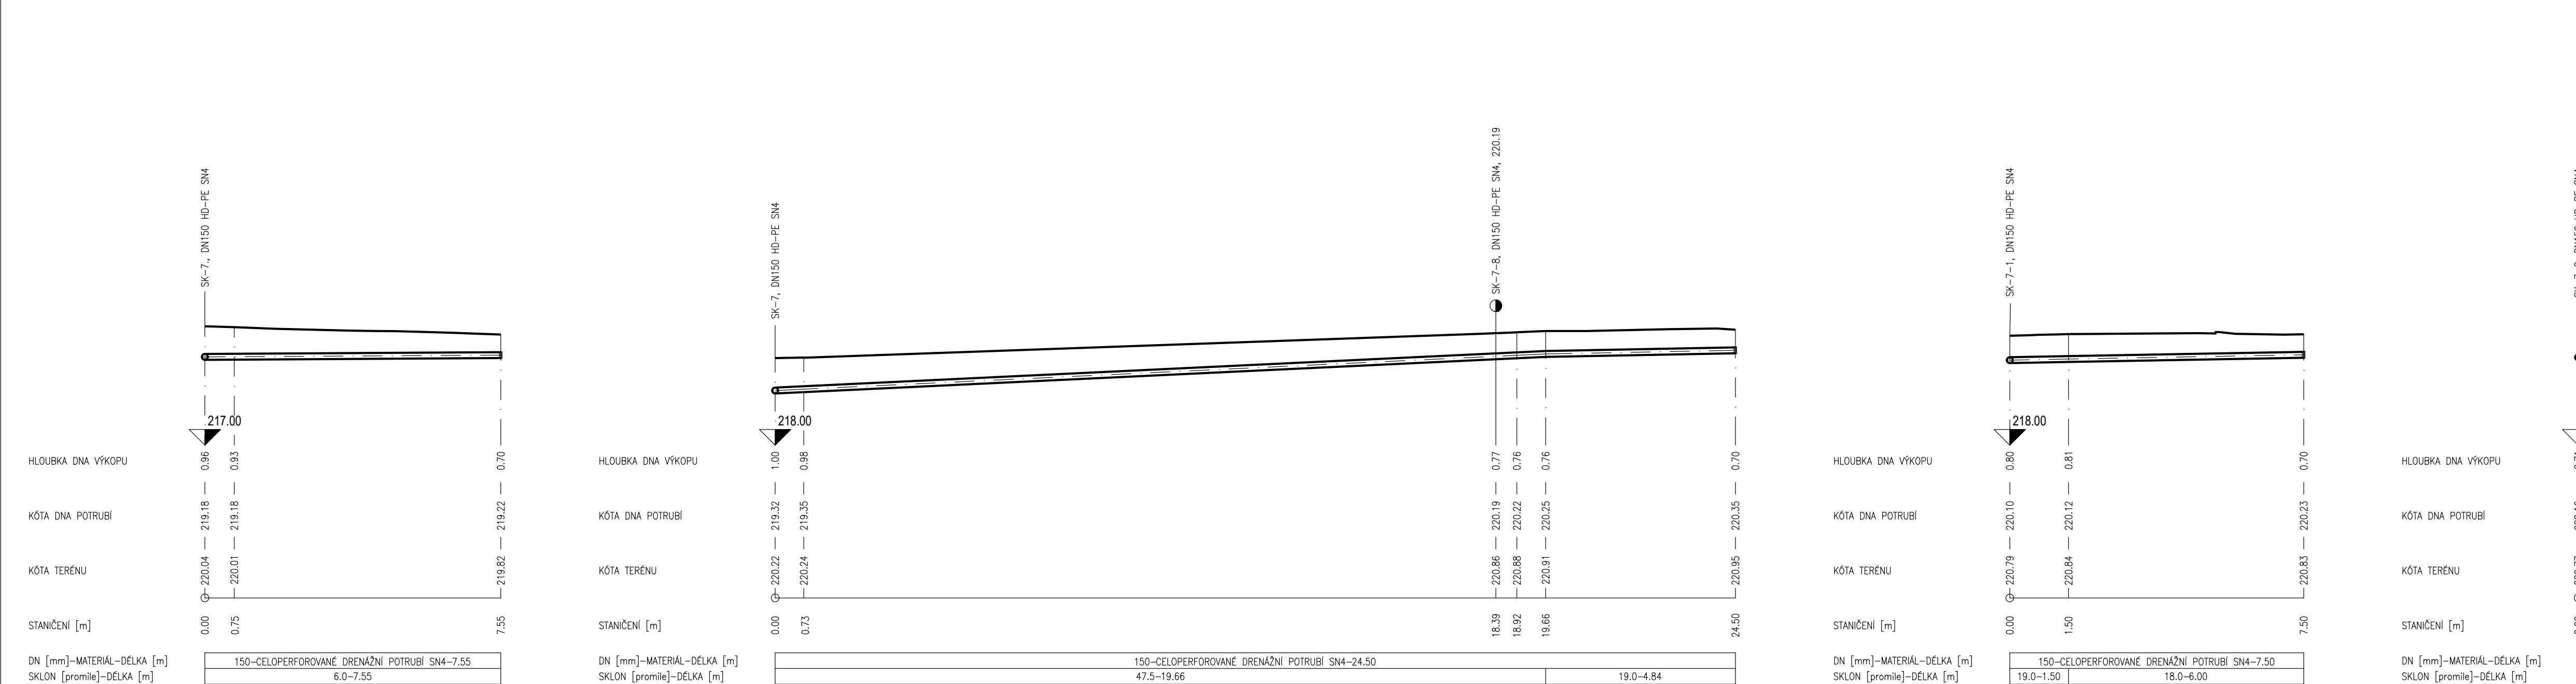 SK-7., DN150 HD-PE SN4
217.00
HLOUBKA DNA VÝKOPU 0.96 0.93 0.70
KÓTA DNA POTRUBÍ 219.18 219.18 219.22
KÓTA TERÉNU 220.04 220.01 219.82
STANIČENÍ [m] 0.00 0.75 7.55
DN [mm]-MATERIÁL-DÉLKA [m] 150-CELOPERFOROVANÉ DRENÁŽNÍ POTRUBÍ SN4-7.55
SKLON [promile]-DÉLKA [m] 6.0-7.55
SK-7, DN150 HD-PE SN4
SK-7-8, DN150 HD-PE SN4, 220.19
218.00
HLOUBKA DNA VÝKOPU 1.00 0.98 0.77 0.76 0.76 0.70
KÓTA DNA POTRUBÍ 219.32 219.35 220.19 220.22 220.25 220.35
KÓTA TERÉNU 220.22 220.24 220.86 220.88 220.91 220.95
STANIČENÍ [m] 0.00 0.73 18.39 18.92 19.66 24.50
DN [mm]-MATERIÁL-DÉLKA [m] 150-CELOPERFOROVANÉ DRENÁŽNÍ POTRUBÍ SN4-24.50
SKLON [promile]-DÉLKA [m] 47.5-19.66 19.0-4.84
SK-7-1, DN150 HD-PE SN4
218.00
HLOUBKA DNA VÝKOPU 0.80 0.81 0.70
KÓTA DNA POTRUBÍ 220.10 220.12 220.23
KÓTA TERÉNU 220.79 220.84 220.83
STANIČENÍ [m] 0.00 1.50 7.50
DN [mm]-MATERIÁL-DÉLKA [m] 150-CELOPERFOROVANÉ DRENÁŽNÍ POTRUBÍ SN4-7.50
SKLON [promile]-DÉLKA [m] 19.0-1.50 18.0-6.00
HLOUBKA DNA VÝKOPU
KÓTA DNA POTRUBÍ
KÓTA TERÉNU
STANIČENÍ [m]
DN [mm]-MATERIÁL-DÉLKA [m]
SKLON [promile]-DÉLKA [m]